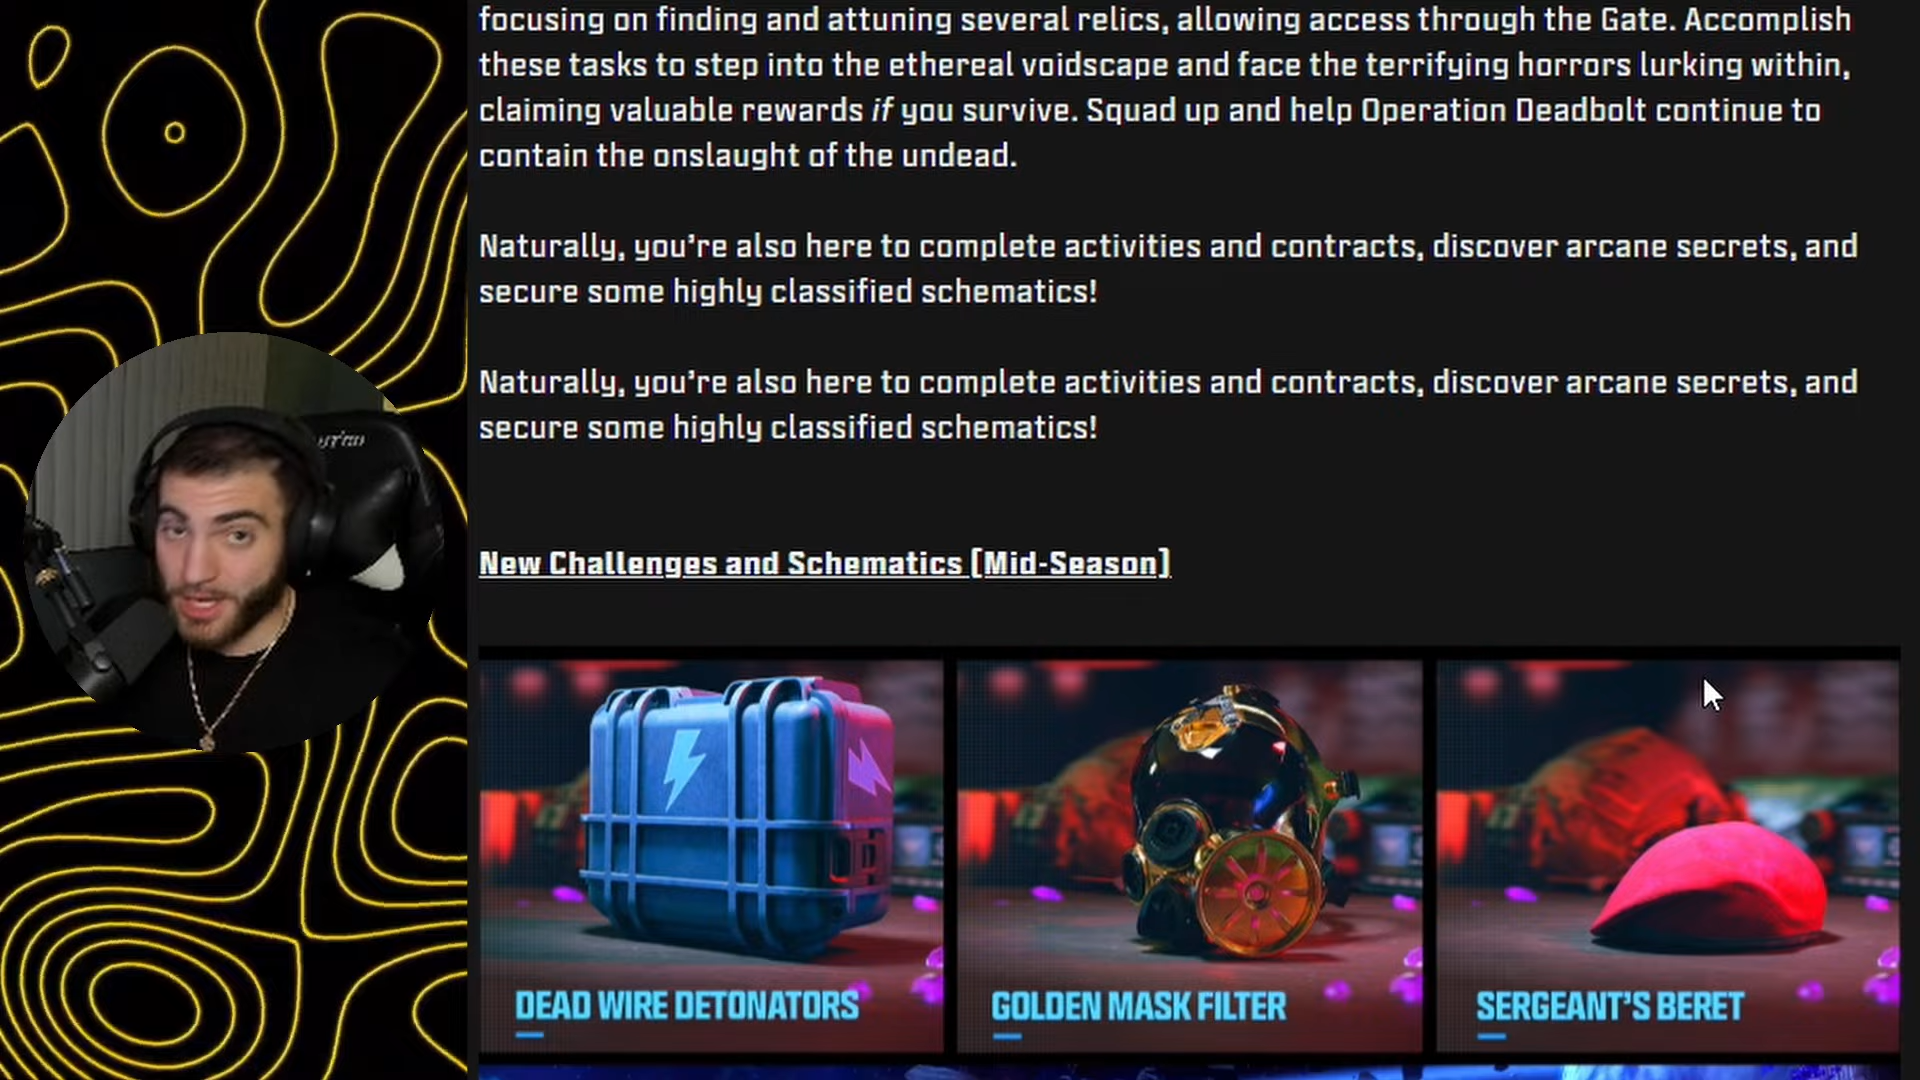 focusing on finding and attuning several relics, allowing access through the Gate. Accomplish
these tasks to step into the ethereal voidscape and face the terrifying horrors lurking within,
claiming valuable rewards if you survive. Squad up and help Operation Deadbolt continue to
contain the onslaught of the undead.
Naturally, you’re also here to complete activities and contracts, discover arcane secrets, and
secure some highly classified schematics!
Naturally, you’re also here to complete activities and contracts, discover arcane secrets, and
secure some highly classified schematics!
New Challenges and Schematics [Mid-Season]
DEAD WIRE DETONATORS
GOLDEN MASK FILTER
SERGEANT'S BERET